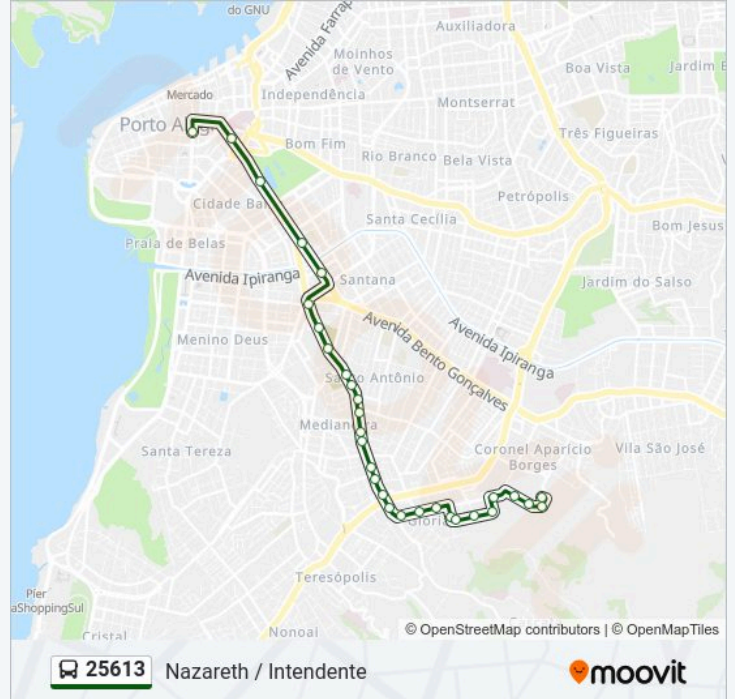 do GNU
Auxiliadora
Avenida Farrap
Moinhos
de Vento
Boa Vista
Jardim E
Mercado
Independência
Montserrat
Porto Aleg
Três Figueiras
Bom Fim
Rio Branco
Bela Vista
Petrópolis
Cidade Bai
Santa Cecília
Bom Jesus
Praia de Belas
Avenida Ipiranga
Santana
Jardim do Salso
Menino Deus
Avenida Bento Gonçalves
Avenida Ipiranga
Santo Antônio
Medianeira
Santa Tereza
Coronel Aparício
Borges
Vila São José
Glória
Teresópolis
Pier
aShoppingSul
Cristal
Nonoai
© OpenStreetMap contributors | © OpenMapTiles
25613 Nazareth / Intendente
moovit